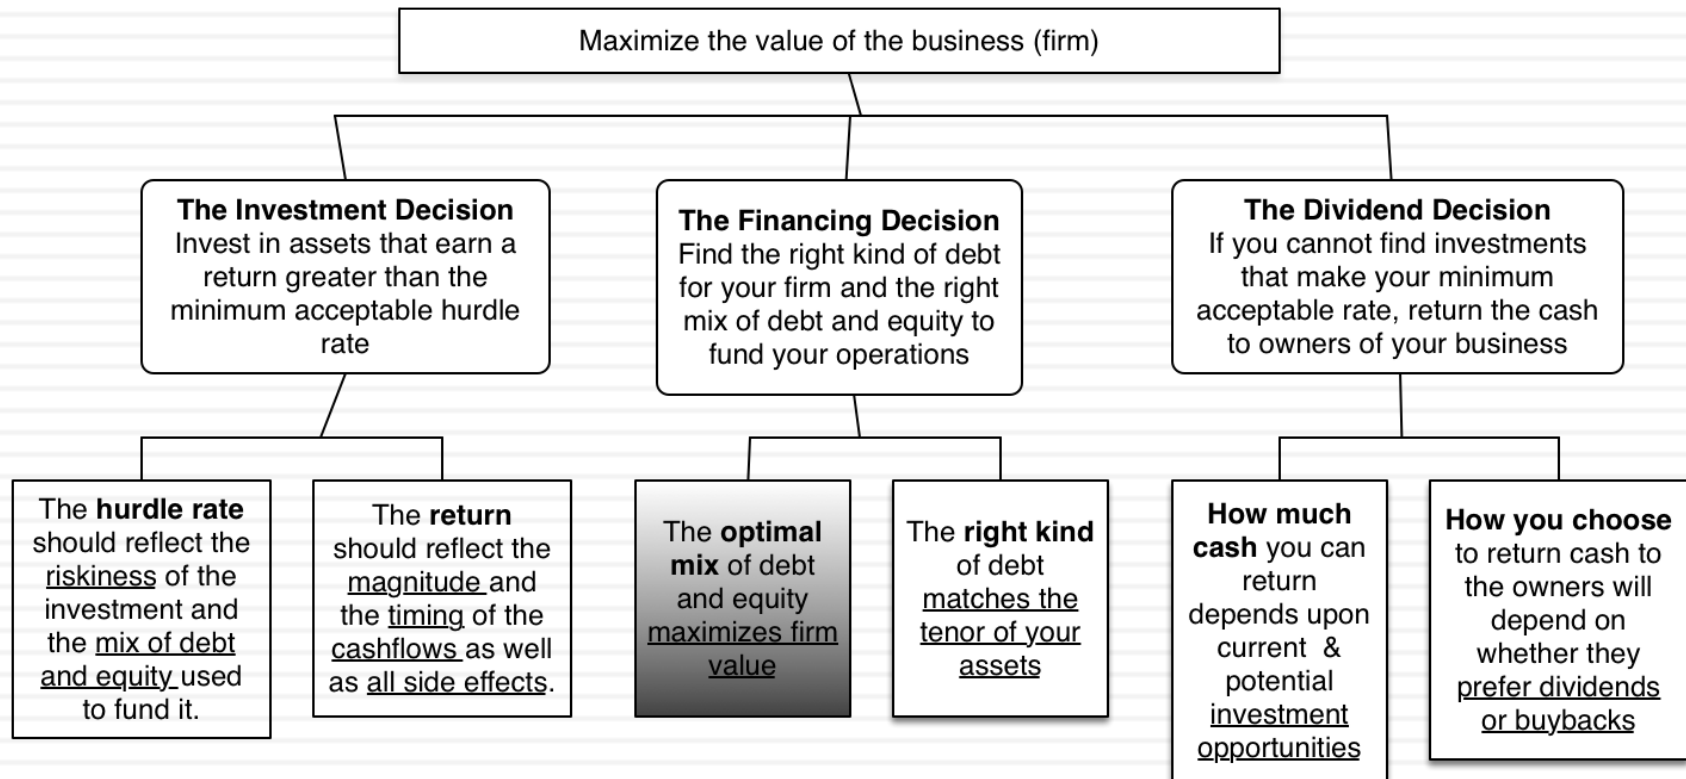 Maximize the value of the business (firm)
The Investment Decision
Invest in assets that earn a
return greater than the
minimum acceptable hurdle
rate
The Financing Decision
Find the right kind of debt
for your firm and the right
mix of debt and equity to
fund your operations
The Dividend Decision
If you cannot find investments
that make your minimum
acceptable rate, return the cash
to owners of your business
The hurdle rate
should reflect the
riskiness of the
investment and
the mix of debt
and equity used
to fund it.
The return
should reflect the
magnitude and
the timing of the
cashflows as well
as all side effects.
The optimal
mix of debt
and equity
maximizes firm
value
The right kind
of debt
matches the
tenor of your
assets
How much
cash you can
return
depends upon
current &
potential
investment
opportunities
How you choose
to return cash to
the owners will
depend on
whether they
prefer dividends
or buybacks